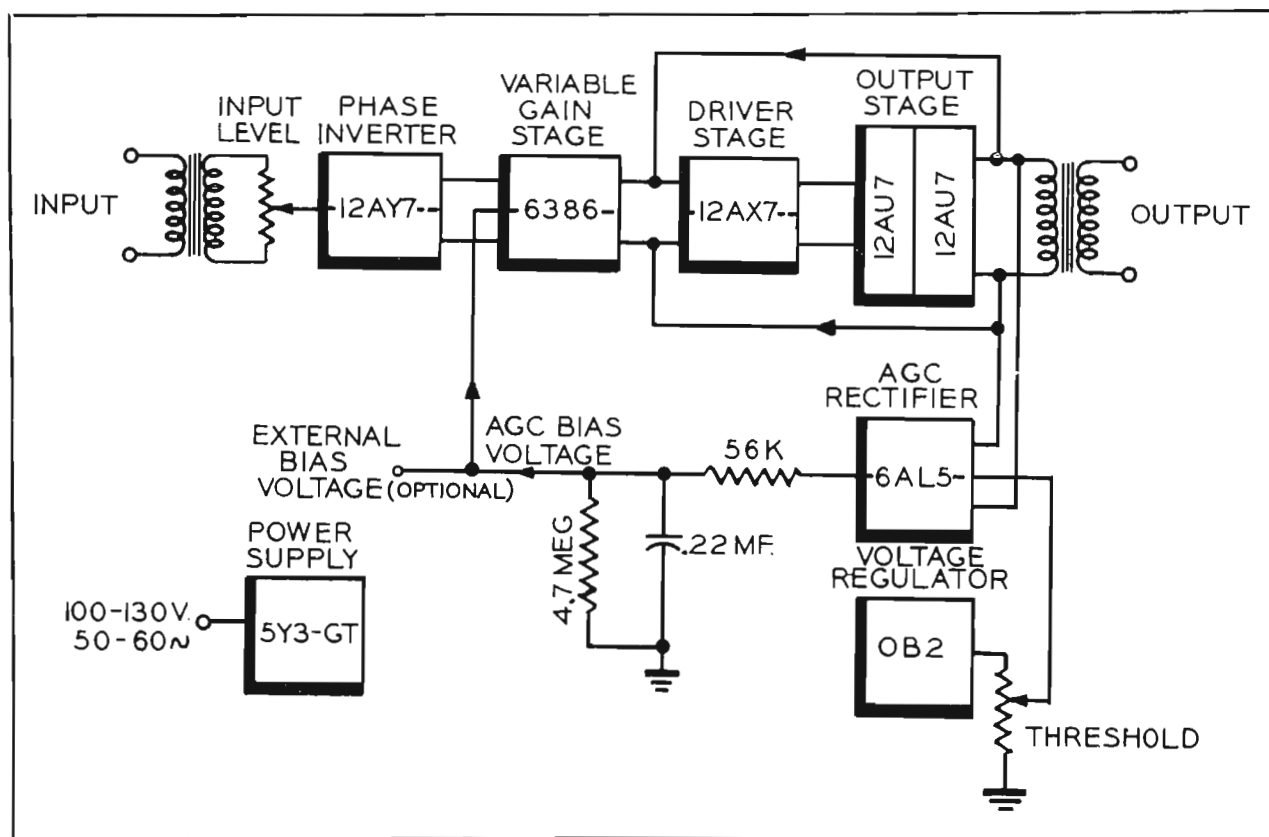 INPUT
LEVEL
PHASE
INVERTER
VARIABLE
GAIN
STAGE
DRIVER
STAGE
OUTPUT
STAGE
INPUT
12AY7
6386
12AX7
12AU7
12AU7
OUTPUT
AGC
RECTIFIER
EXTERNAL
BIAS
VOLTAGE (OPTIONAL)
AGC BIAS
VOLTAGE
56K
6AL5
4.7 MEG
.22 MF.
POWER
SUPPLY
VOLTAGE
REGULATOR
100-130V.
50-60~
5Y3-GT
OB2
THRESHOLD